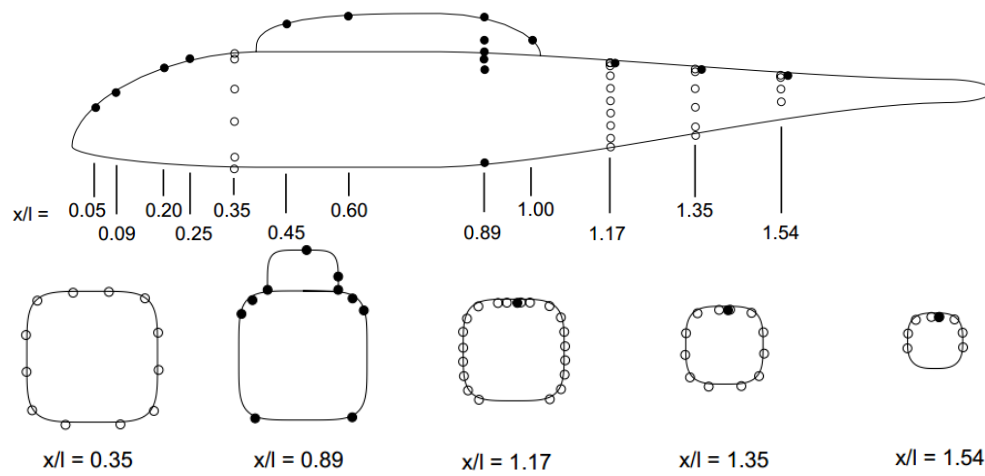 x/l = 0.05 0.20 0.35 0.60 1.00 1.35
0.09 0.25 0.45 0.89 1.17 1.54
x/l = 0.35 x/l = 0.89 x/l = 1.17 x/l = 1.35 x/l = 1.54